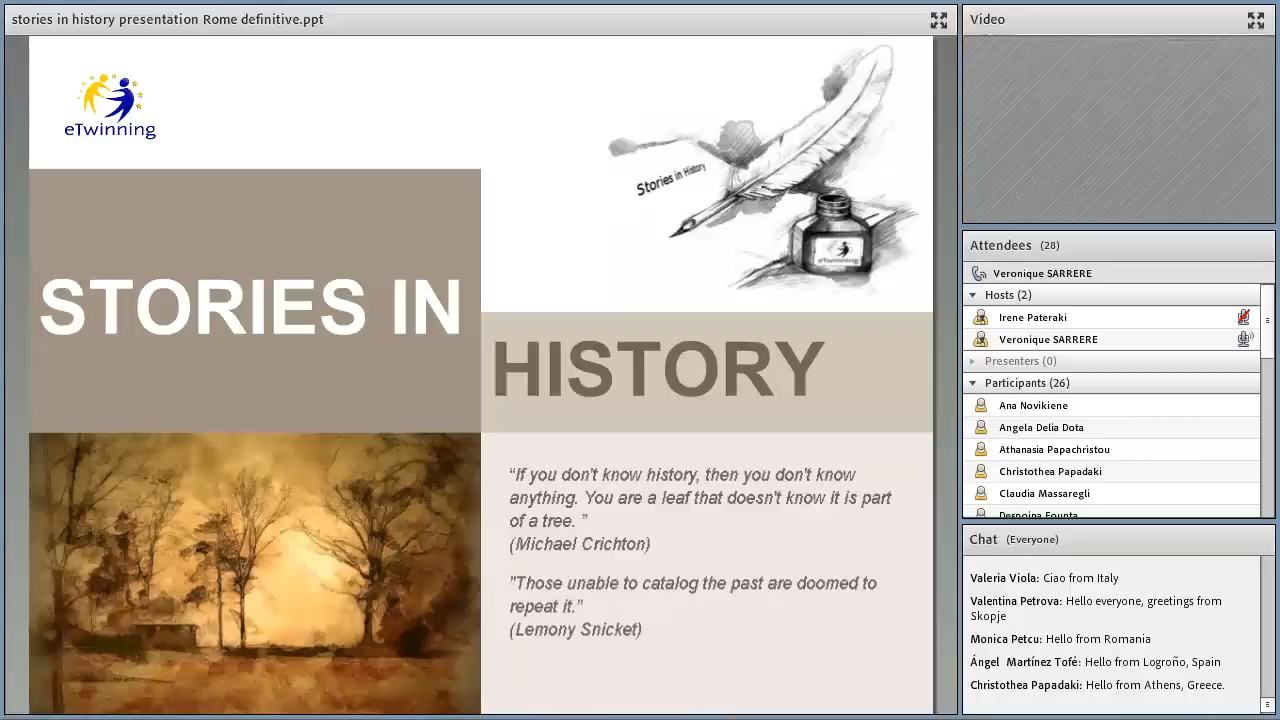 stories in history presentation Rome definitive.ppt
eTwinning
Stories in History
eTwinning
STORIES IN
HISTORY
“If you don't know history, then you don't know
anything. You are a leaf that doesn't know it is part
of a tree. ”
(Michael Crichton)
"Those unable to catalog the past are doomed to
repeat it.”
(Lemony Snicket)
Video
Attendees (28)
Veronique SARRERE
Hosts (2)
Irene Pateraki
Veronique SARRERE
Presenters (0)
Participants (26)
Ana Novikiene
Angela Delia Dota
Athanasia Papachristou
Christothea Papadaki
Claudia Massaregli
Despoina Founta
Chat (Everyone)
Valeria Viola: Ciao from Italy
Valentina Petrova: Hello everyone, greetings from
Skopje
Monica Petcu: Hello from Romania
Ángel Martínez Tofé: Hello from Logroño, Spain
Christothea Papadaki: Hello from Athens, Greece.